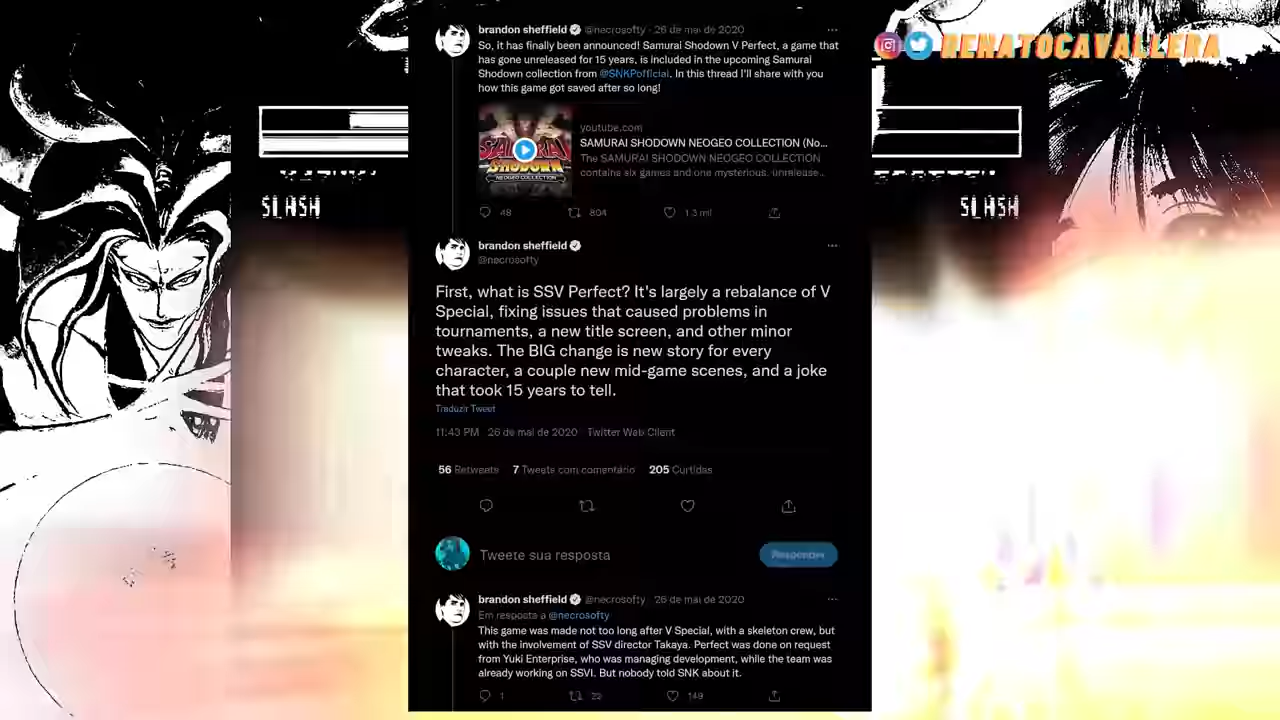 RENATOCAVALLERA
brandon sheffield @necrosofty · 26 de mai de 2020
So, it has finally been announced! Samurai Shodown V Perfect, a game that
has gone unreleased for 15 years, is included in the upcoming Samurai
Shodown collection from @SNKPofficial. In this thread I'll share with you
how this game got saved after so long!
SAMURAI
SHODOWN
NEOGEO COLLECTION
youtube.com
SAMURAI SHODOWN NEOGEO COLLECTION (No...
The SAMURAI SHODOWN NEOGEO COLLECTION
contains six games and one mysterious, unrelease...
48 804 1,3 mil
SLASH
SLASH
brandon sheffield
@necrosofty
First, what is SSV Perfect? It's largely a rebalance of V
Special, fixing issues that caused problems in
tournaments, a new title screen, and other minor
tweaks. The BIG change is new story for every
character, a couple new mid-game scenes, and a joke
that took 15 years to tell.
Traduzir Tweet
11:43 PM · 26 de mai de 2020 · Twitter Web Client
56 Retweets 7 Tweets com comentário 205 Curtidas
Tweete sua resposta
Responder
brandon sheffield @necrosofty · 26 de mai de 2020
Em resposta a @necrosofty
This game was made not too long after V Special, with a skeleton crew, but
with the involvement of SSV director Takaya. Perfect was done on request
from Yuki Enterprise, who was managing development, while the team was
already working on SSVI. But nobody told SNK about it.
1 22 149